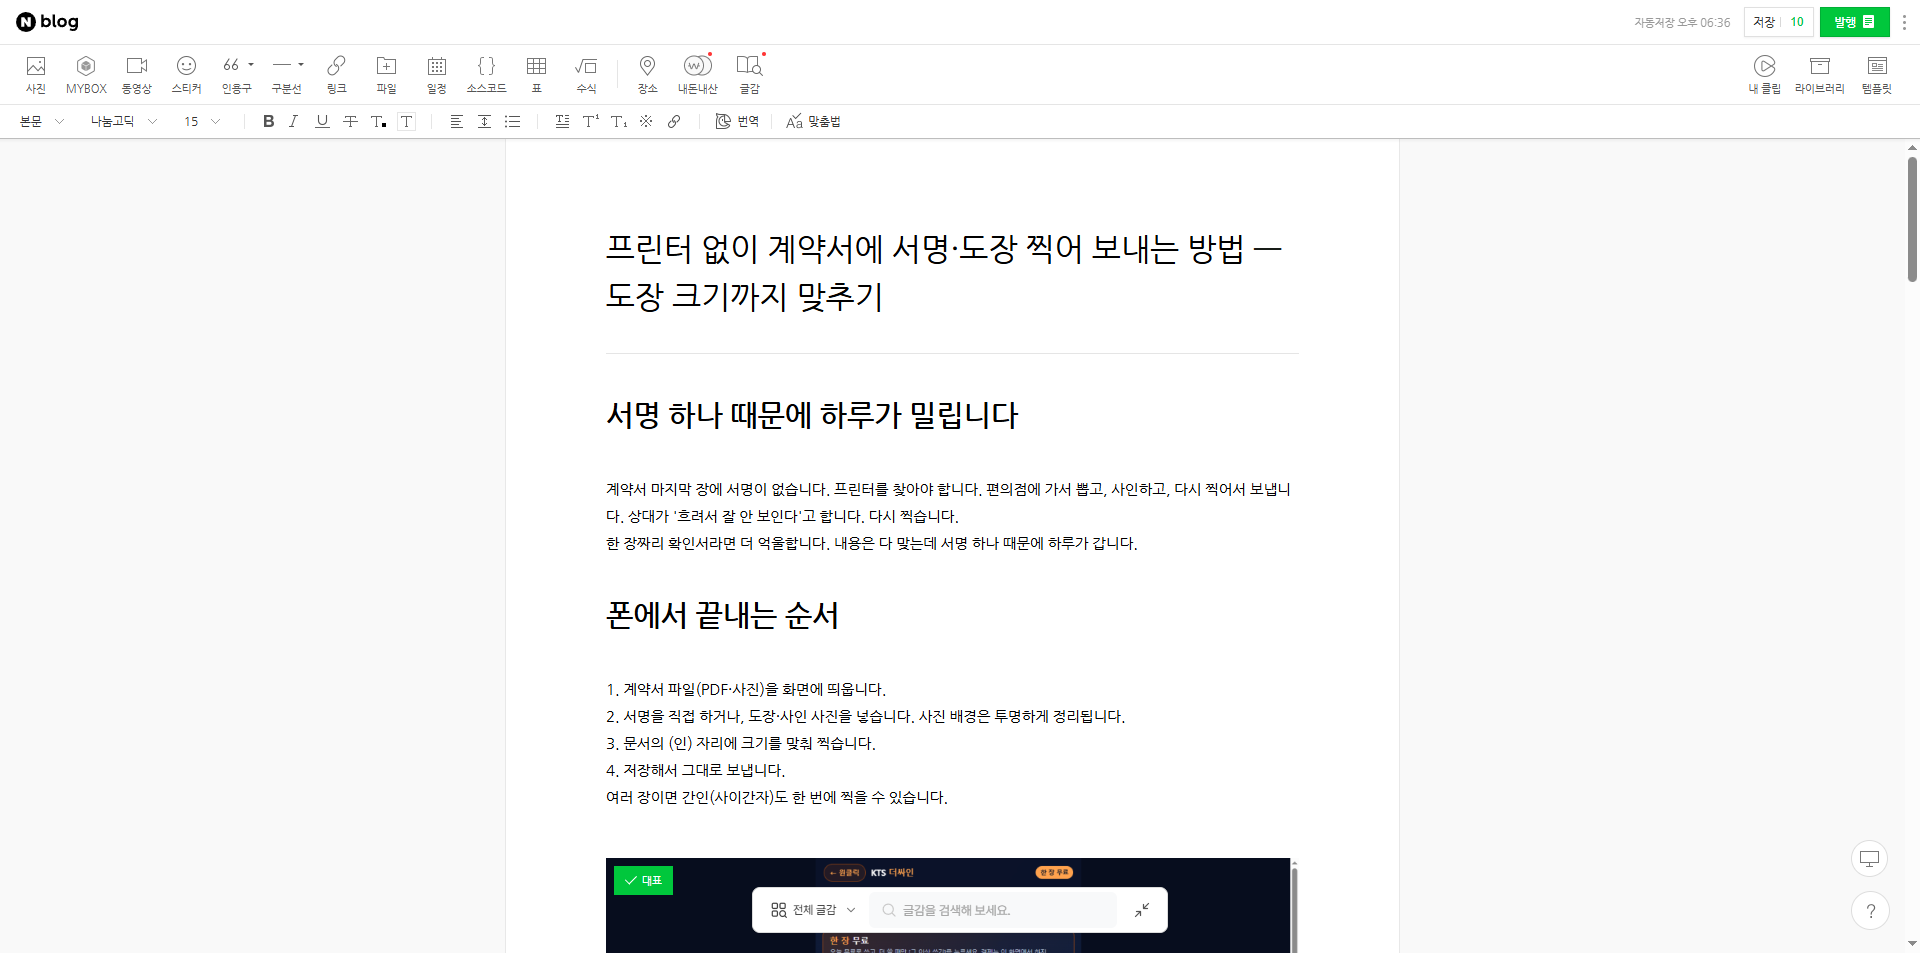 blog
자동저장 오후 06:36
저장 10
발행
사진
MYBOX
동영상
스티커
인용구
구분선
링크
파일
일정
소스코드
표
수식
장소
내돈내산
글감
내 클립
라이브러리
템플릿
본문
나눔고딕
15
번역
맞춤법
프린터 없이 계약서에 서명·도장 찍어 보내는 방법 —
도장 크기까지 맞추기
서명 하나 때문에 하루가 밀립니다
계약서 마지막 장에 서명이 없습니다. 프린터를 찾아야 합니다. 편의점에 가서 뽑고, 사인하고, 다시 찍어서 보냅니
다. 상대가 '흐려서 잘 안 보인다'고 합니다. 다시 찍습니다.
한 장짜리 확인서라면 더 억울합니다. 내용은 다 맞는데 서명 하나 때문에 하루가 갑니다.
폰에서 끝내는 순서
1. 계약서 파일(PDF·사진)을 화면에 띄웁니다.
2. 서명을 직접 하거나, 도장·사인 사진을 넣습니다. 사진 배경은 투명하게 정리됩니다.
3. 문서의 (인) 자리에 크기를 맞춰 찍습니다.
4. 저장해서 그대로 보냅니다.
여러 장이면 간인(사이간자)도 한 번에 찍을 수 있습니다.
대표
← 원클릭
KTS 더싸인
한 장 무료
전체 글감
글감을 검색해 보세요.
한 장 무료